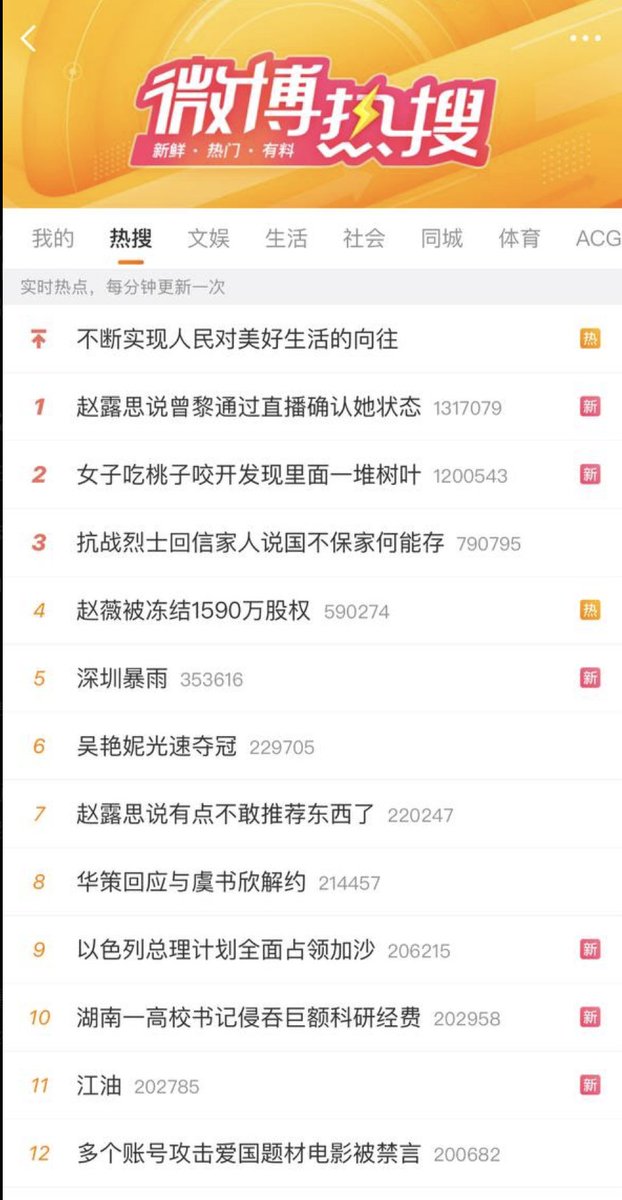 微博热搜
新鲜·热门·有料
我的 热搜 文娱 生活 社会 同城 体育 ACG
实时热点，每分钟更新一次
不断实现人民对美好生活的向往 热
1 赵露思说曾黎通过直播确认她状态 1317079 新
2 女子吃桃子咬开发现里面一堆树叶 1200543 新
3 抗战烈士回信家人说国不保家何能存 790795
4 赵薇被冻结1590万股权 590274 热
5 深圳暴雨 353616 新
6 吴艳妮光速夺冠 229705
7 赵露思说有点不敢推荐东西了 220247
8 华策回应与虞书欣解约 214457
9 以色列总理计划全面占领加沙 206215 新
10 湖南一高校书记侵吞巨额科研经费 202958 新
11 江油 202785 新
12 多个账号攻击爱国题材电影被禁言 200682